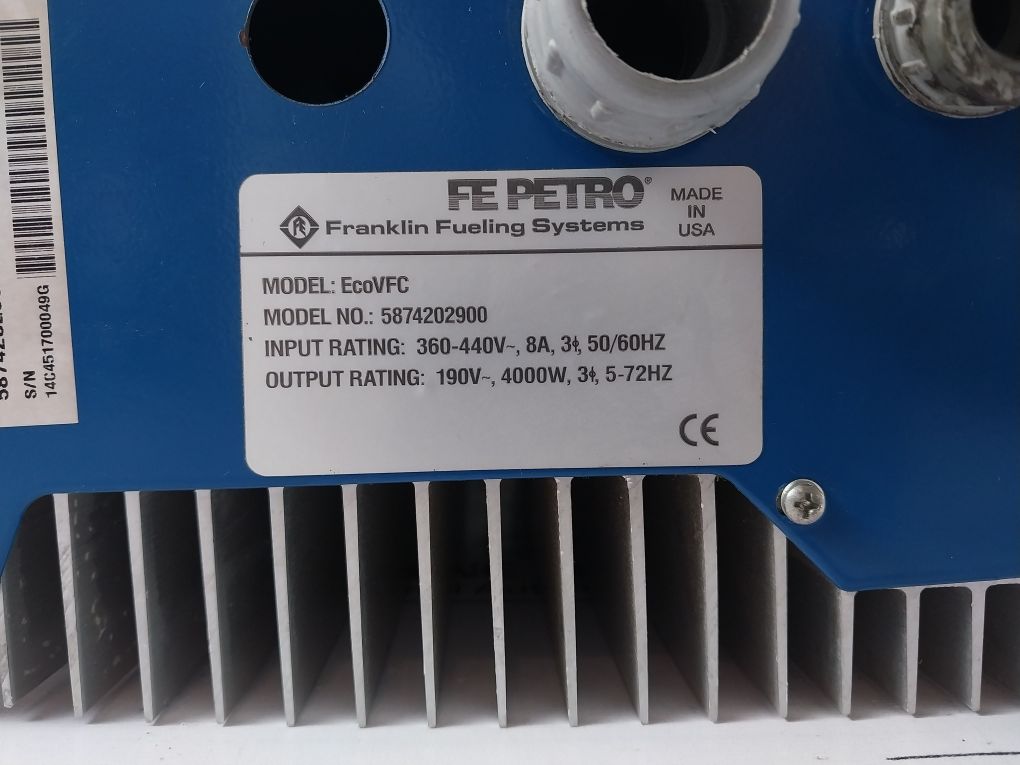 FE PETRO®
Franklin Fueling Systems
MADE
IN
USA
MODEL: EcoVFC
MODEL NO.: 5874202900
INPUT RATING: 360-440V~, 8A, 3ϕ, 50/60HZ
OUTPUT RATING: 190V~, 4000W, 3ϕ, 5-72HZ
CE
S/N
14C451700049G